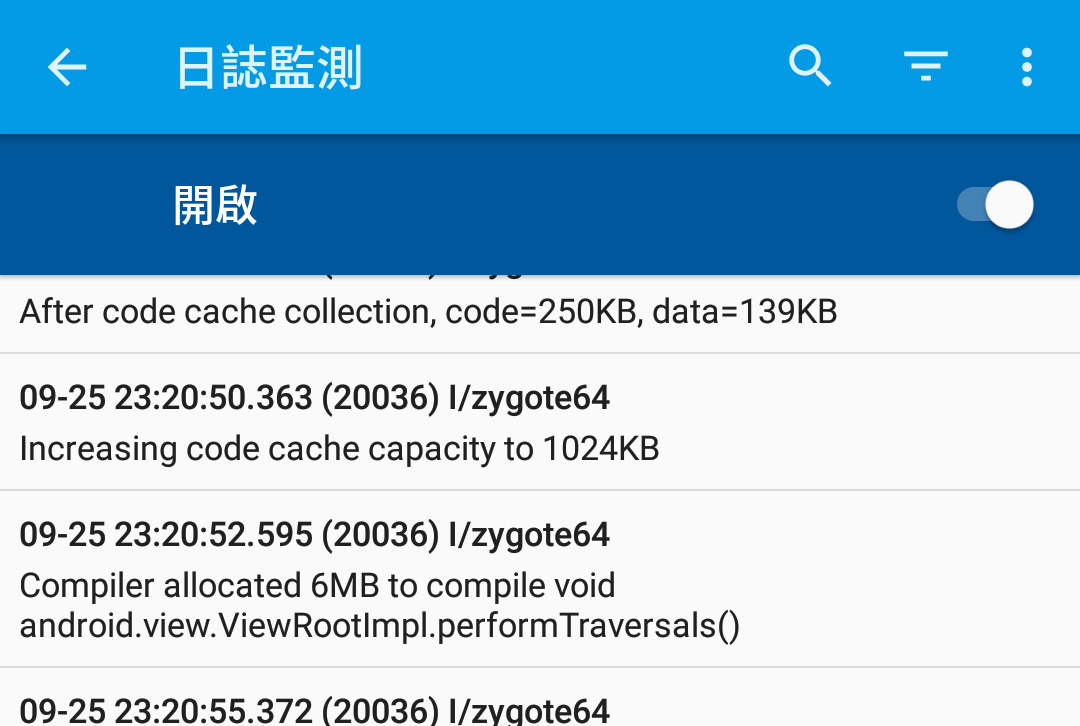 日誌監測
開啟
After code cache collection, code=250KB, data=139KB
09-25 23:20:50.363 (20036) I/zygote64
Increasing code cache capacity to 1024KB
09-25 23:20:52.595 (20036) I/zygote64
Compiler allocated 6MB to compile void
android.view.ViewRootImpl.performTraversals()
09-25 23:20:55.372 (20036) I/zygote64